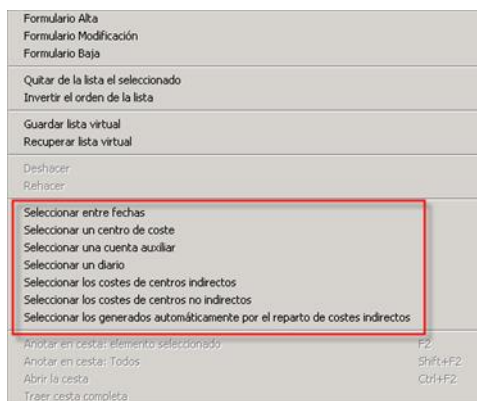 Formulario Alta
Formulario Modificación
Formulario Baja
Quitar de la lista el seleccionado
Invertir el orden de la lista
Guardar lista virtual
Recuperar lista virtual
Deshacer
Rehacer
Seleccionar entre fechas
Seleccionar un centro de coste
Seleccionar una cuenta auxiliar
Seleccionar un diario
Seleccionar los costes de centros indirectos
Seleccionar los costes de centros no indirectos
Seleccionar los generados automáticamente por el reparto de costes indirectos
Anotar en cesta: elemento seleccionado F2
Anotar en cesta: Todos Shift+F2
Abrir la cesta Ctrl+F2
Traer cesta completa